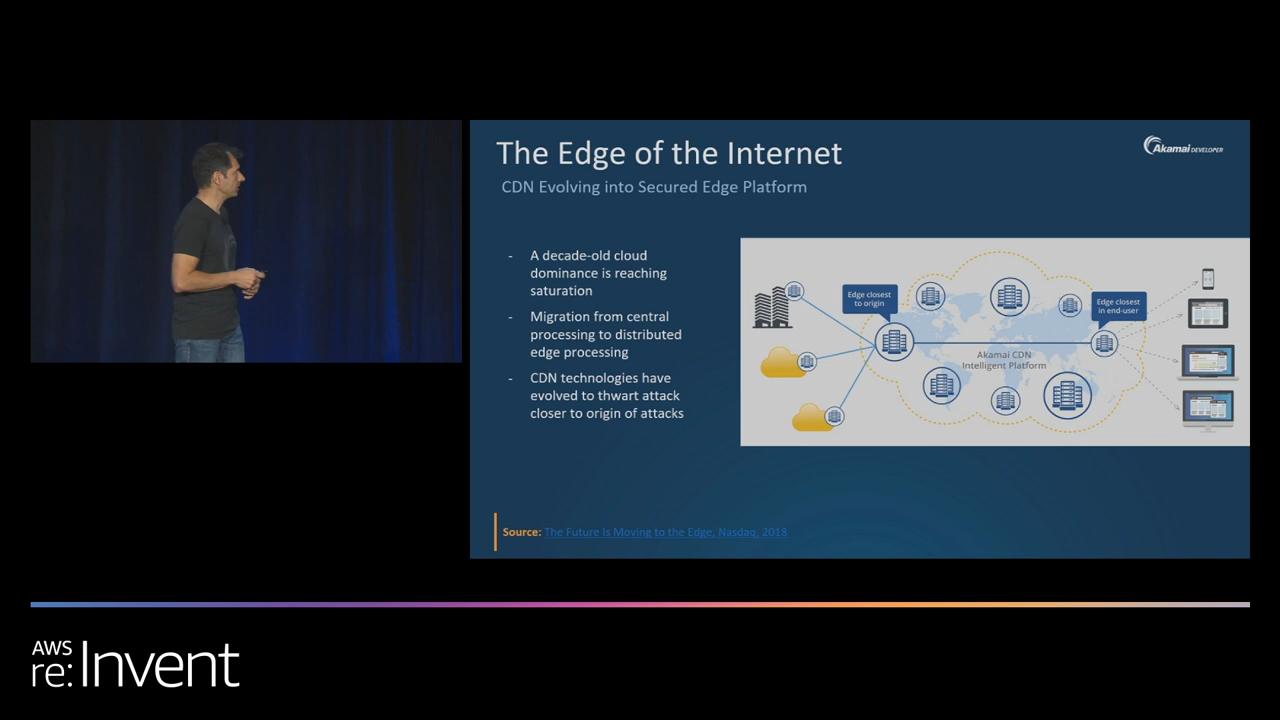 The Edge of the Internet
Akamai DEVELOPER
CDN Evolving into Secured Edge Platform
- A decade-old cloud
dominance is reaching
saturation
- Migration from central
processing to distributed
edge processing
- CDN technologies have
evolved to thwart attack
closer to origin of attacks
Edge closest
to origin
Edge closest
in end-user
Akamai CDN
Intelligent Platform
Source: The Future Is Moving to the Edge, Nasdaq, 2018
AWS
re:Invent